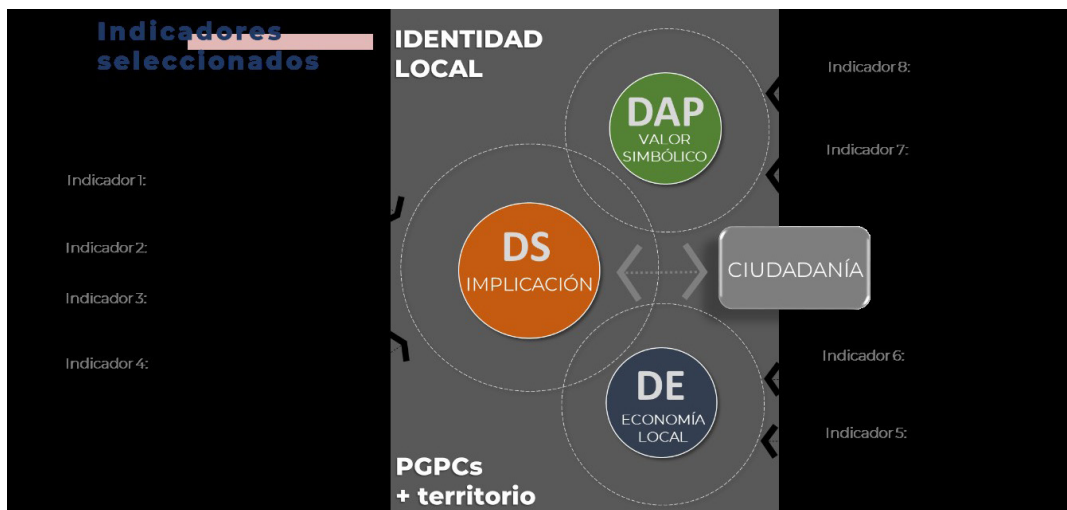 Indicadores
seleccionados
Indicador 1:
Indicador 2:
Indicador 3:
Indicador 4:
IDENTIDAD
LOCAL
DAP
VALOR
SIMBÓLICO
DS
IMPLICACIÓN
CIUDADANÍA
DE
ECONOMÍA
LOCAL
PGPCs
+ territorio
Indicador 8:
Indicador 7:
Indicador 6:
Indicador 5: